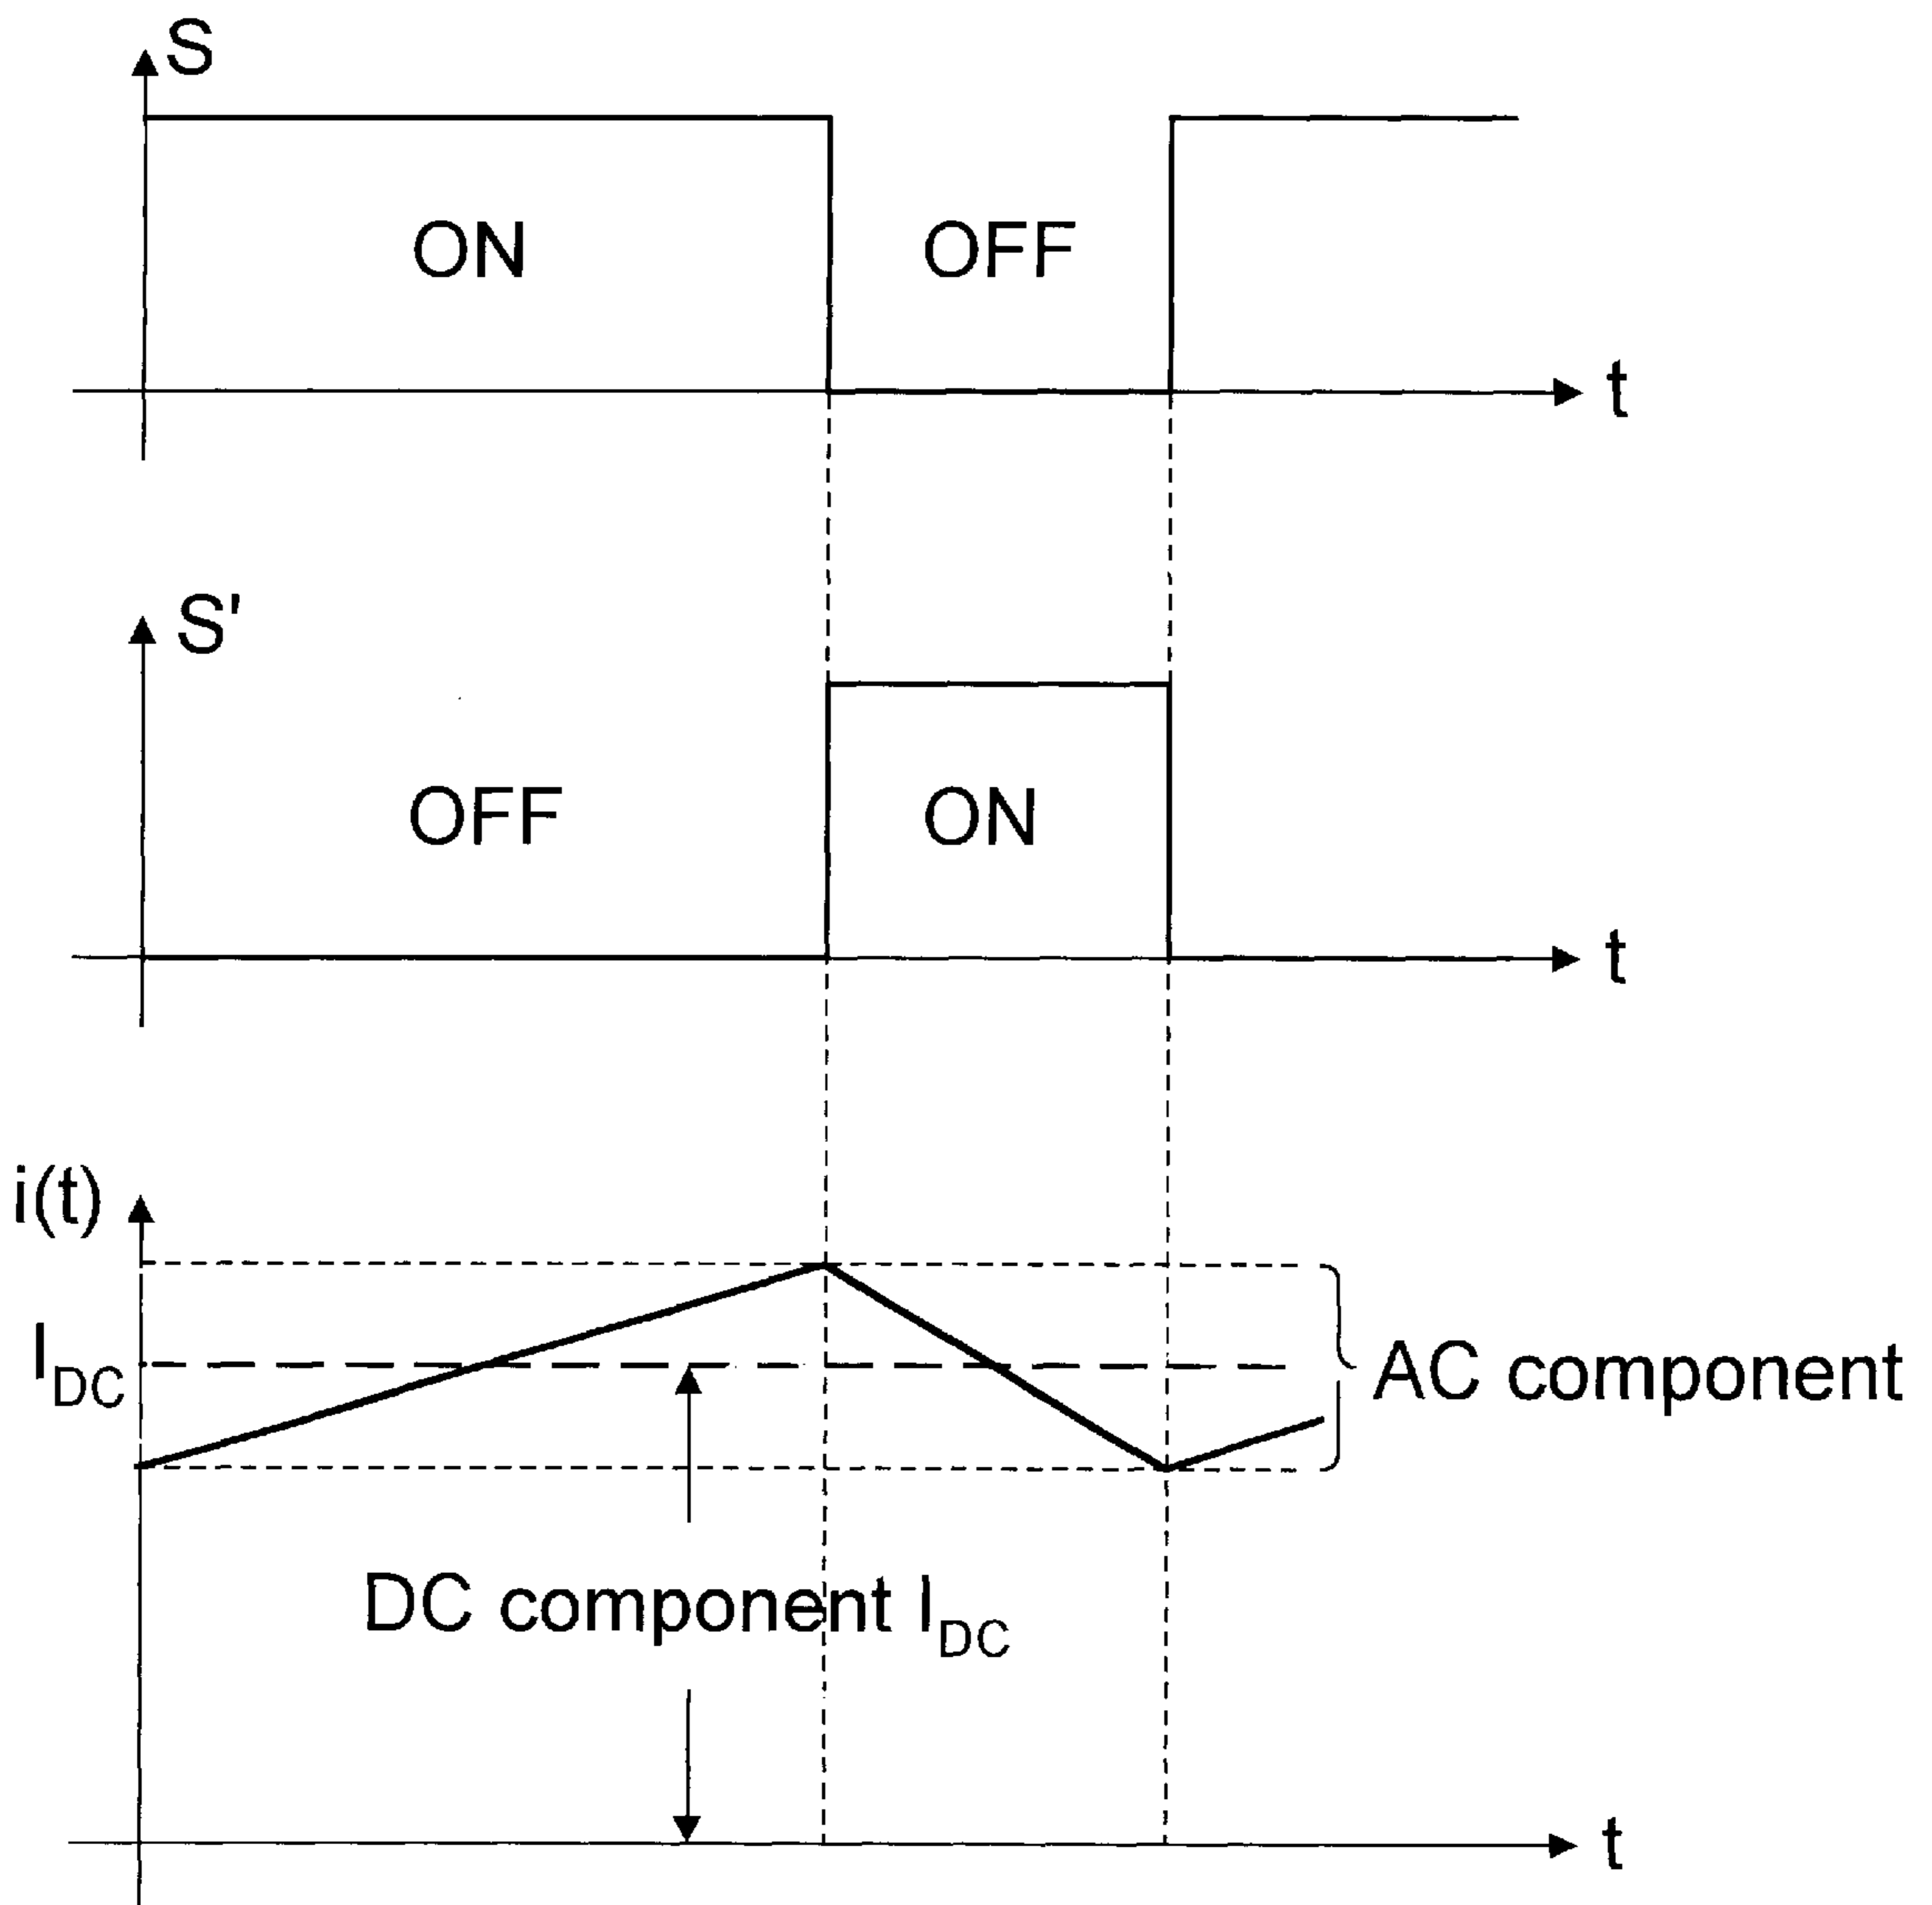 S
ON
OFF
t
S'
OFF
ON
t
i(t)
I_DC
AC component
DC component I_DC
t